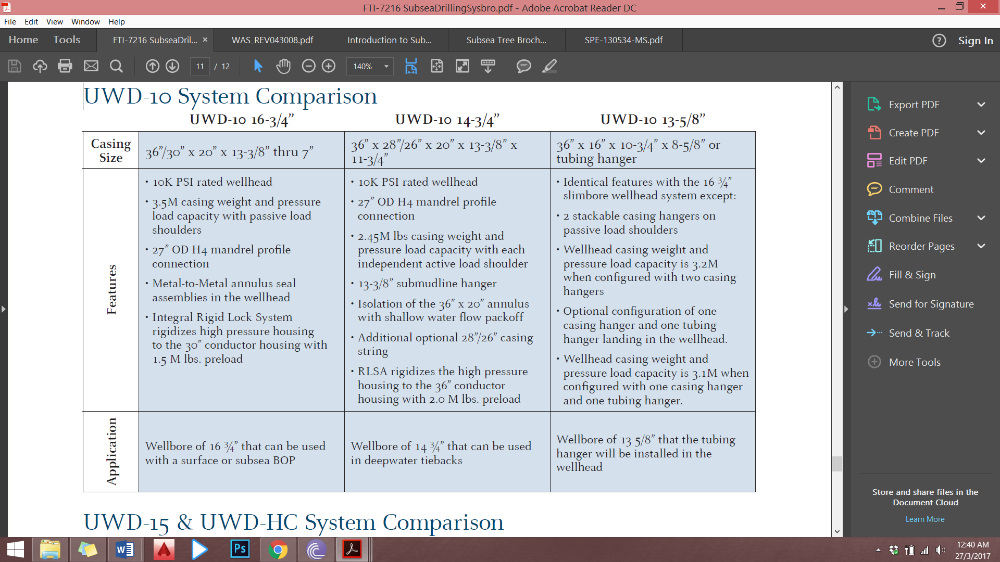 FTI-7216 SubseaDrillingSysbro.pdf - Adobe Acrobat Reader DC
File Edit View Window Help
Home Tools FTI-7216 SubseaDril... × WAS_REV043008.pdf Introduction to Sub... Subsea Tree Broch... SPE-130534-MS.pdf ? Sign In
11 / 12 140%
UWD-10 System Comparison
UWD-10 16-3/4” UWD-10 14-3/4” UWD-10 13-5/8”
Casing
Size
36”/30” x 20” x 13-3/8” thru 7”
36” x 28”/26” x 20” x 13-3/8” x
11-3/4”
36” x 16” x 10-3/4” x 8-5/8” or
tubing hanger
Features
• 10K PSI rated wellhead
• 3.5M casing weight and pressure
load capacity with passive load
shoulders
• 27” OD H4 mandrel profile
connection
• Metal-to-Metal annulus seal
assemblies in the wellhead
• Integral Rigid Lock System
rigidizes high pressure housing
to the 30” conductor housing with
1.5 M lbs. preload
• 10K PSI rated wellhead
• 27” OD H4 mandrel profile
connection
• 2.45M lbs casing weight and
pressure load capacity with each
independent active load shoulder
• 13-3/8” submudline hanger
• Isolation of the 36” x 20” annulus
with shallow water flow packoff
• Additional optional 28”/26” casing
string
• RLSA rigidizes the high pressure
housing to the 36” conductor
housing with 2.0 M lbs. preload
• Identical features with the 16 ¾”
slimbore wellhead system except:
• 2 stackable casing hangers on
passive load shoulders
• Wellhead casing weight and
pressure load capacity is 3.2M
when configured with two casing
hangers
• Optional configuration of one
casing hanger and one tubing
hanger landing in the wellhead.
• Wellhead casing weight and
pressure load capacity is 3.1M when
configured with one casing hanger
and one tubing hanger.
Application
Wellbore of 16 ¾” that can be used
with a surface or subsea BOP
Wellbore of 14 ¾” that can be used
in deepwater tiebacks
Wellbore of 13 5/8” that the tubing
hanger will be installed in the
wellhead
UWD-15 & UWD-HC System Comparison
Export PDF
Create PDF
Edit PDF
Comment
Combine Files
Reorder Pages
Fill & Sign
Send for Signature
Send & Track
More Tools
Store and share files in the
Document Cloud
Learn More
Ps
12:40 AM
27/3/2017